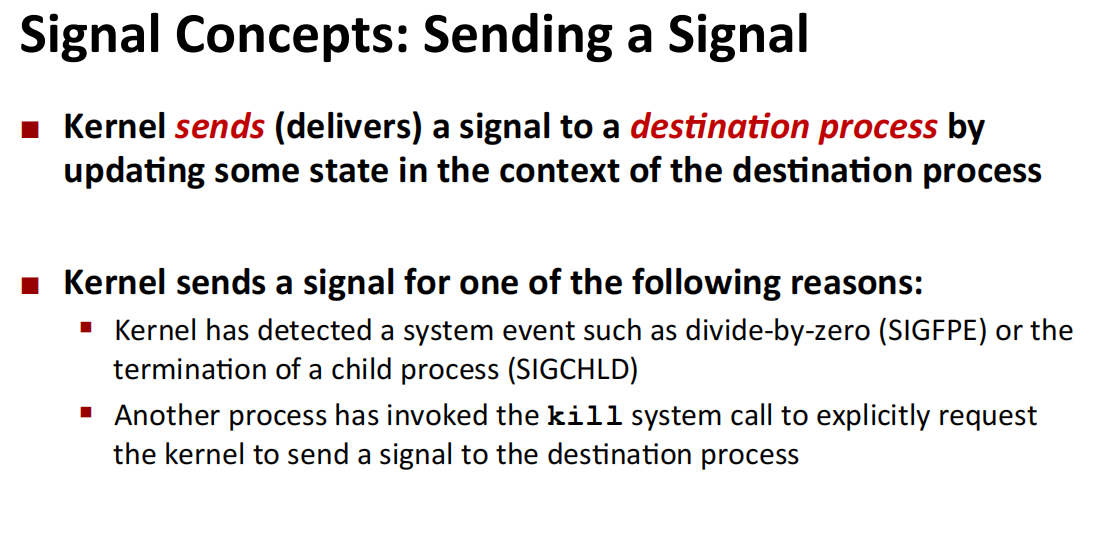 Signal Concepts: Sending a Signal
■ Kernel sends (delivers) a signal to a destination process by
updating some state in the context of the destination process
■ Kernel sends a signal for one of the following reasons:
■ Kernel has detected a system event such as divide-by-zero (SIGFPE) or the
termination of a child process (SIGCHLD)
■ Another process has invoked the kill system call to explicitly request
the kernel to send a signal to the destination process